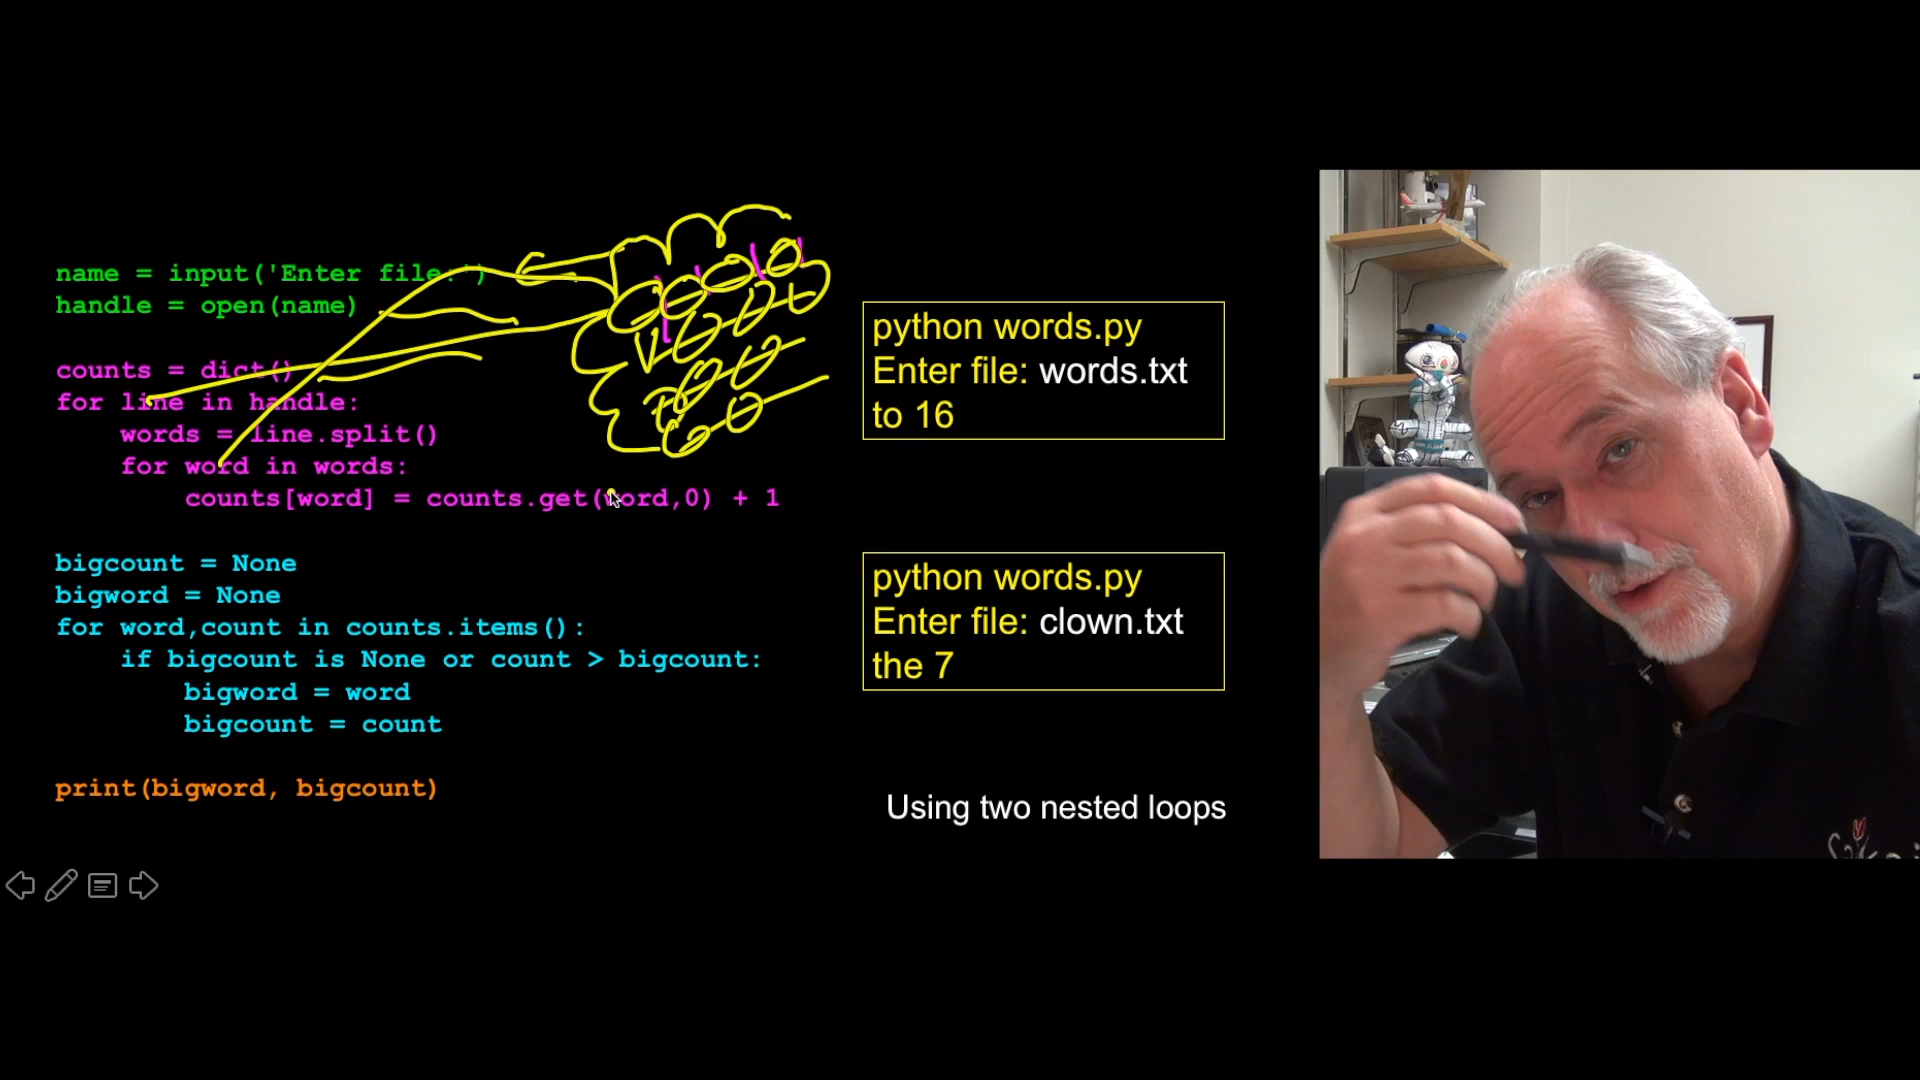 name = input('Enter file:')
handle = open(name)
counts = dict()
for line in handle:
words = line.split()
for word in words:
counts[word] = counts.get(word,0) + 1
bigcount = None
bigword = None
for word,count in counts.items():
if bigcount is None or count > bigcount:
bigword = word
bigcount = count
print(bigword, bigcount)
python words.py
Enter file: words.txt
to 16
python words.py
Enter file: clown.txt
the 7
Using two nested loops